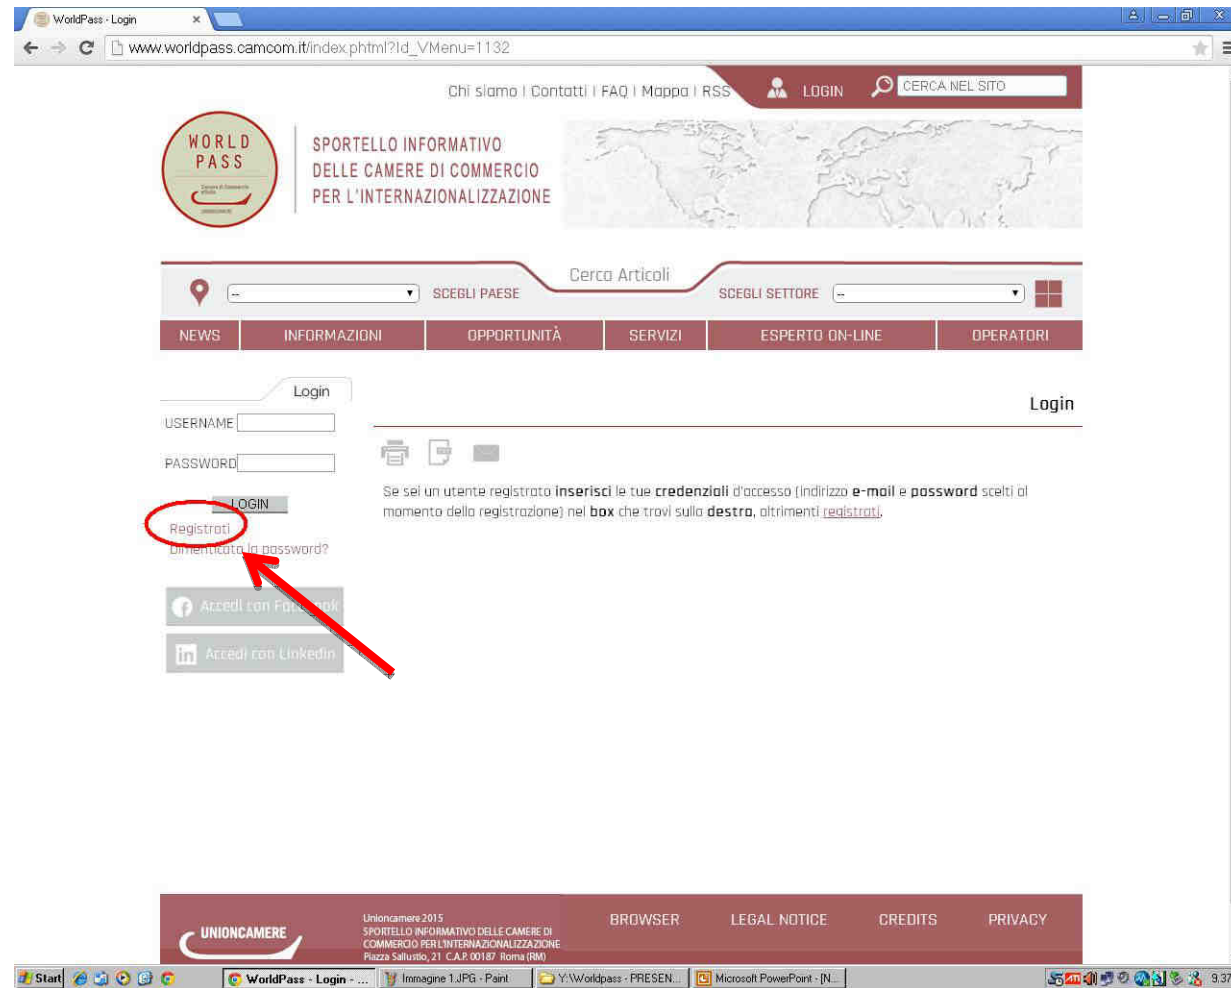 WorldPass - Login
www.worldpass.camcom.it/index.phtml?Id_VMenu=1132
Chi siamo | Contatti | FAQ | Mappa | RSS
LOGIN
CERCA NEL SITO
WORLD
PASS
SPORTELLO INFORMATIVO
DELLE CAMERE DI COMMERCIO
PER L'INTERNAZIONALIZZAZIONE
Cerca Articoli
--
SCEGLI PAESE
SCEGLI SETTORE
--
NEWS
INFORMAZIONI
OPPORTUNITÀ
SERVIZI
ESPERTO ON-LINE
OPERATORI
Login
Login
USERNAME
PASSWORD
LOGIN
Registrati
Dimenticato la password?
Se sei un utente registrato inserisci le tue credenziali d'accesso (indirizzo e-mail e password scelti al
momento della registrazione) nel box che trovi sulla destra, altrimenti registrati.
Accedi con Facebook
in Accedi con Linkedin
UNIONCAMERE
Unioncamere 2015
SPORTELLO INFORMATIVO DELLE CAMERE DI
COMMERCIO PER L'INTERNAZIONALIZZAZIONE
Piazza Sallustio, 21 C.A.P. 00187 Roma (RM)
BROWSER
LEGAL NOTICE
CREDITS
PRIVACY
Start
WorldPass - Login - ...
Immagine 1.JPG - Paint
Y:\Worldpass - PRESEN...
Microsoft PowerPoint - [N...
9.37